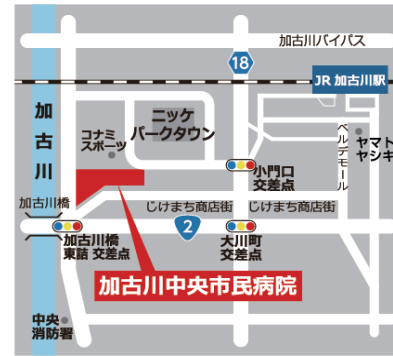 加古川バイパス
18
JR 加古川駅
加古川
ニッケ
パークタウン
コナミ
スポーツ
ベルデモール
ヤマト
ヤシキ
小門口
交差点
加古川橋
じけまち商店街
じけまち商店街
2
加古川橋
東詰 交差点
大川町
交差点
加古川中央市民病院
中央
消防署